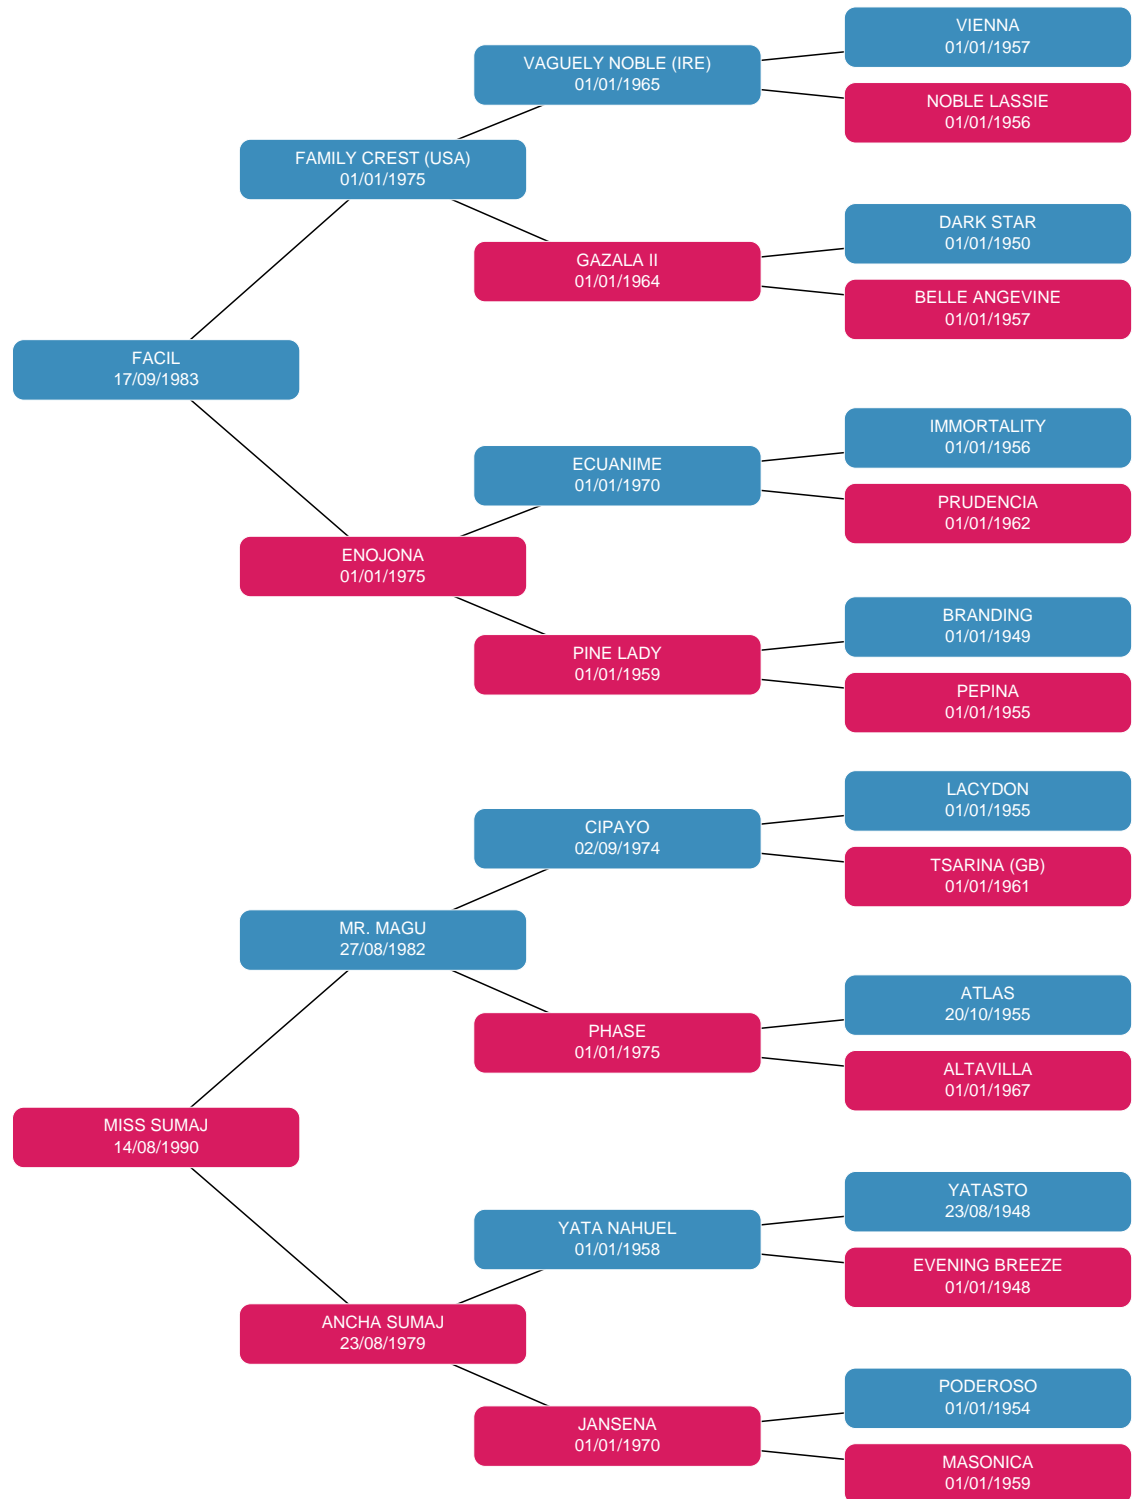 VIENNA
01/01/1957
VAGUELY NOBLE (IRE)
01/01/1965
NOBLE LASSIE
01/01/1956
FAMILY CREST (USA)
01/01/1975
DARK STAR
01/01/1950
GAZALA II
01/01/1964
BELLE ANGEVINE
01/01/1957
FACIL
17/09/1983
IMMORTALITY
01/01/1956
ECUANIME
01/01/1970
PRUDENCIA
01/01/1962
ENOJONA
01/01/1975
BRANDING
01/01/1949
PINE LADY
01/01/1959
PEPINA
01/01/1955
LACYDON
01/01/1955
CIPAYO
02/09/1974
TSARINA (GB)
01/01/1961
MR. MAGU
27/08/1982
ATLAS
20/10/1955
PHASE
01/01/1975
ALTAVILLA
01/01/1967
MISS SUMAJ
14/08/1990
YATASTO
23/08/1948
YATA NAHUEL
01/01/1958
EVENING BREEZE
01/01/1948
ANCHA SUMAJ
23/08/1979
PODEROSO
01/01/1954
JANSENA
01/01/1970
MASONICA
01/01/1959